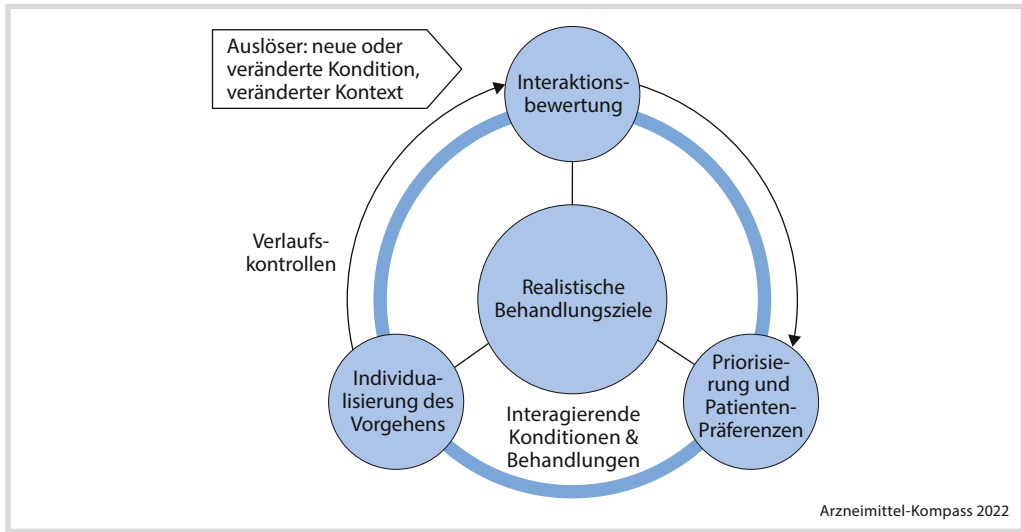 Auslöser: neue oder
veränderte Kondition,
veränderter Kontext
Interaktions-
bewertung
Verlaufs-
kontrollen
Realistische
Behandlungsziele
Individua-
lisierung des
Vorgehens
Interagierende
Konditionen &
Behandlungen
Priorisie-
rung und
Patienten-
Präferenzen
Arzneimittel-Kompass 2022